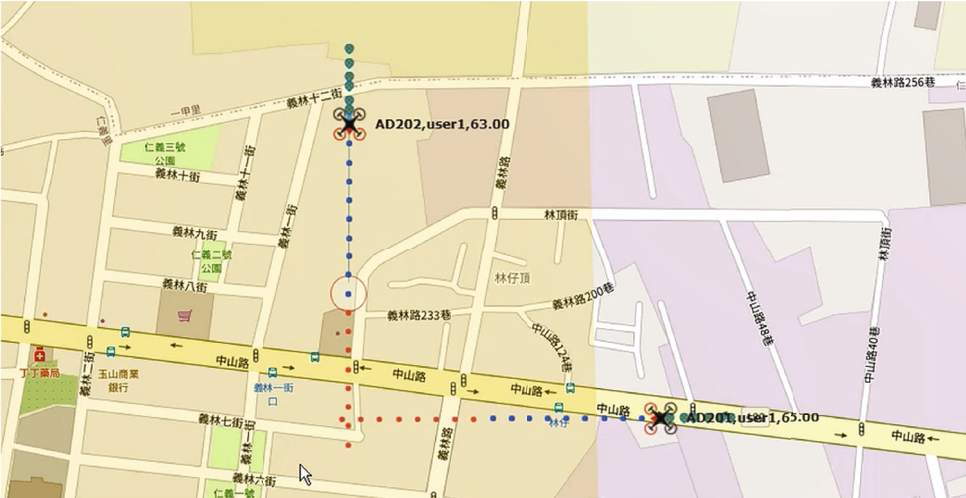 義林路256巷
仁
義林十二街
一甲里
仁義里
AD202,user1,63.00
仁義三號
公園
義林十街
義林十一街
義林路
義林一街
林頂街
義林九街
仁義二號
公園
林頂街
林仔頂
義林八街
義林路200巷
義林路233巷
中山路124巷
中山路48巷
中山路40巷
中山路
丁丁藥局
義林二街
玉山商業
銀行
中山路
義林一街
口
中山路
中山路
林仔
AD201,user1,65.00
中山路
義林七街
義林一街
義林路
義林六街
仁義一號